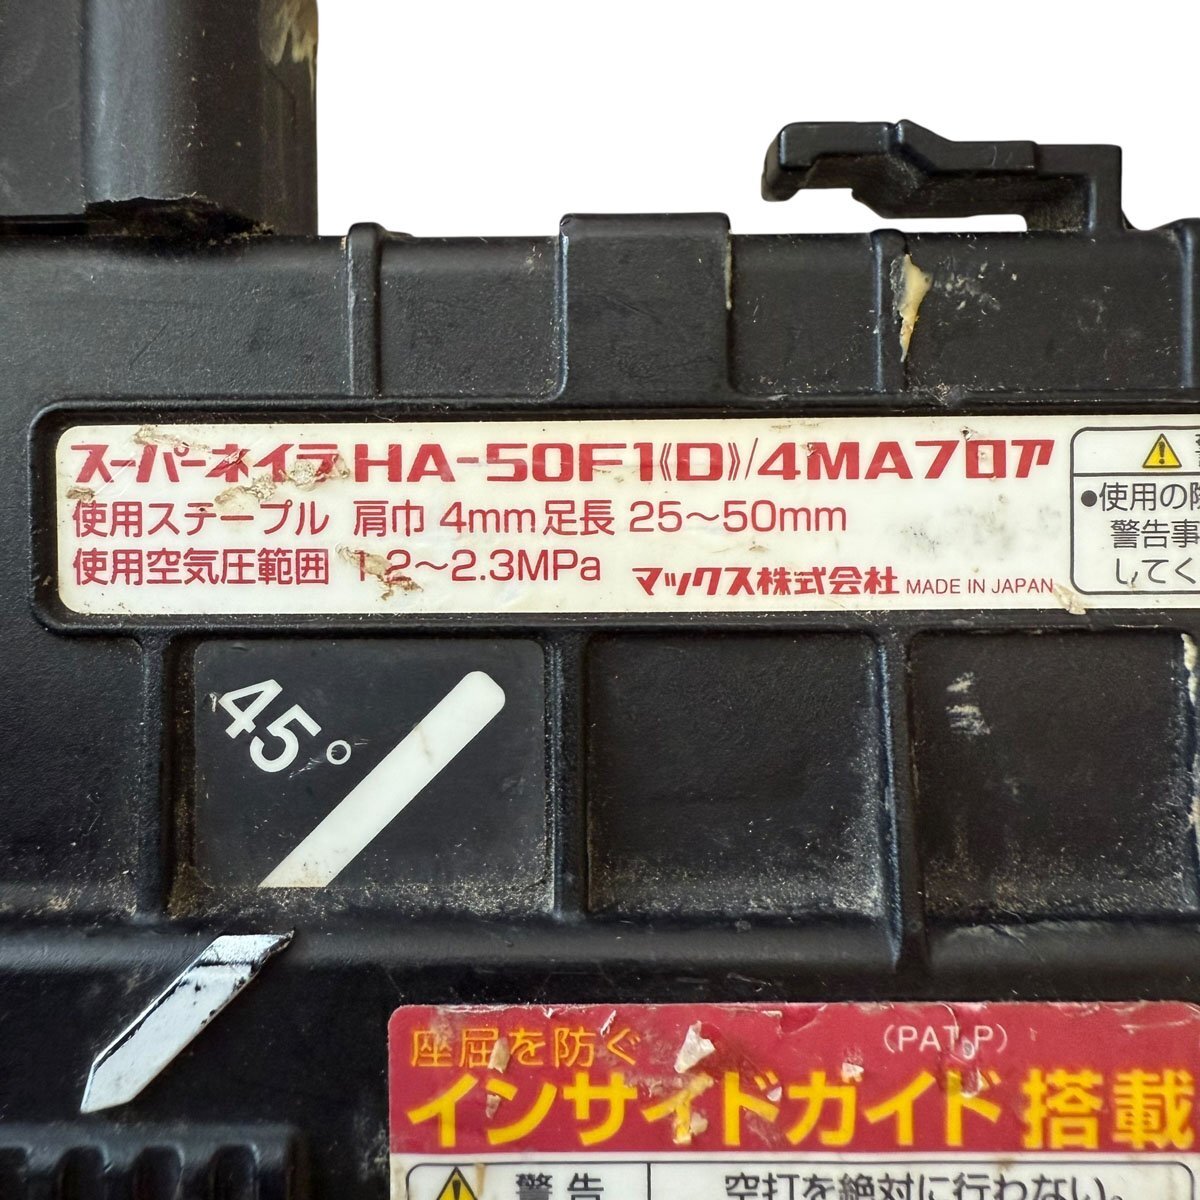 スーパーネイラ HA-50F1《D》/4MAフロア
使用ステープル 肩巾 4mm 足長 25〜50mm
使用空気圧範囲 1.2〜2.3MPa マックス株式会社 MADE IN JAPAN
●使用の
警告事
してく
45°
座屈を防ぐ (PAT.P)
インサイドガイド搭載
警告 空打を絶対に行わない。